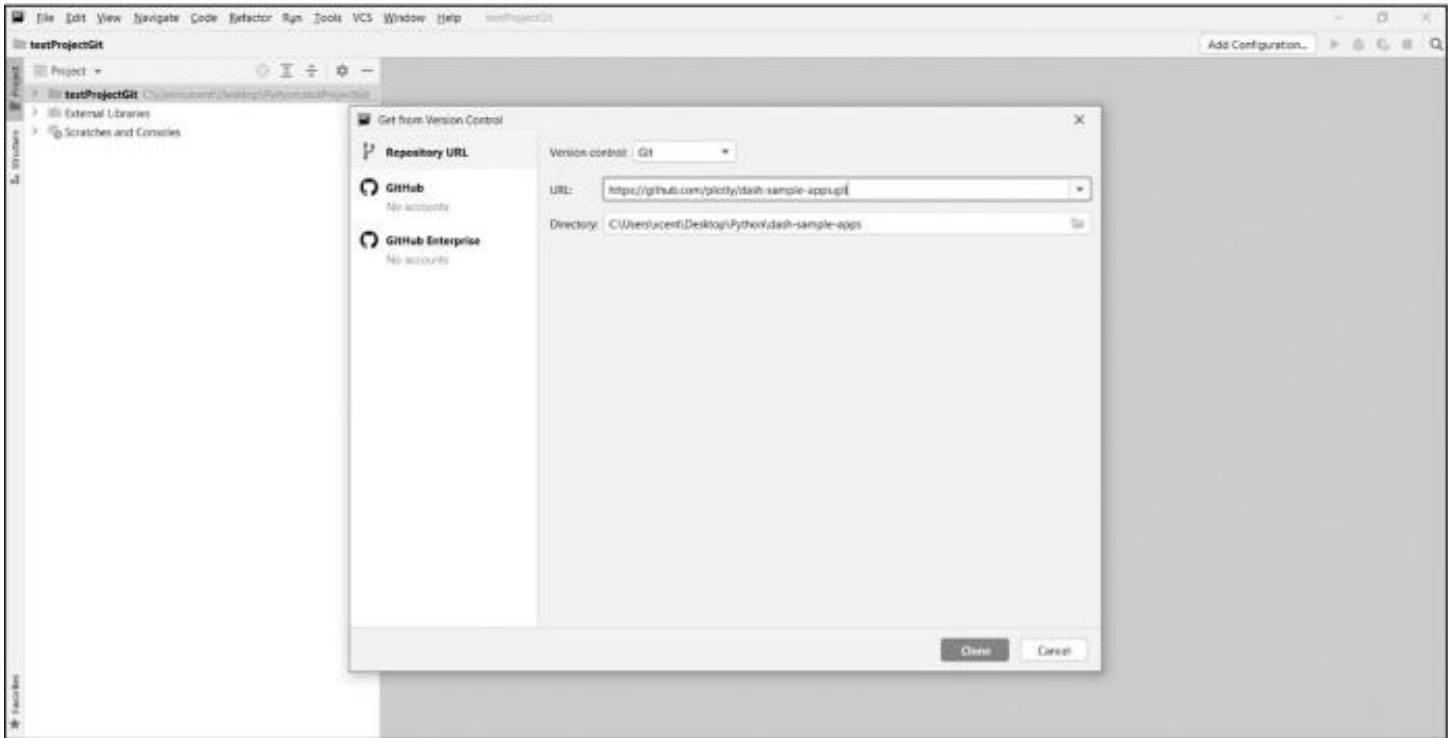 File Edit View Navigate Code Refactor Run Tools VCS Window Help testProjectGit
testProjectGit
Add Configuration...
Project
Project
testProjectGit
External Libraries
Scratches and Consoles
Structure
Favorites
Get from Version Control
Repository URL
GitHub
No accounts
GitHub Enterprise
No accounts
Version control: Git
URL: https://github.com/plotly/dash-sample-apps.git
Directory: C:\Users\ucent\Desktop\Python\dash-sample-apps
Clone
Cancel